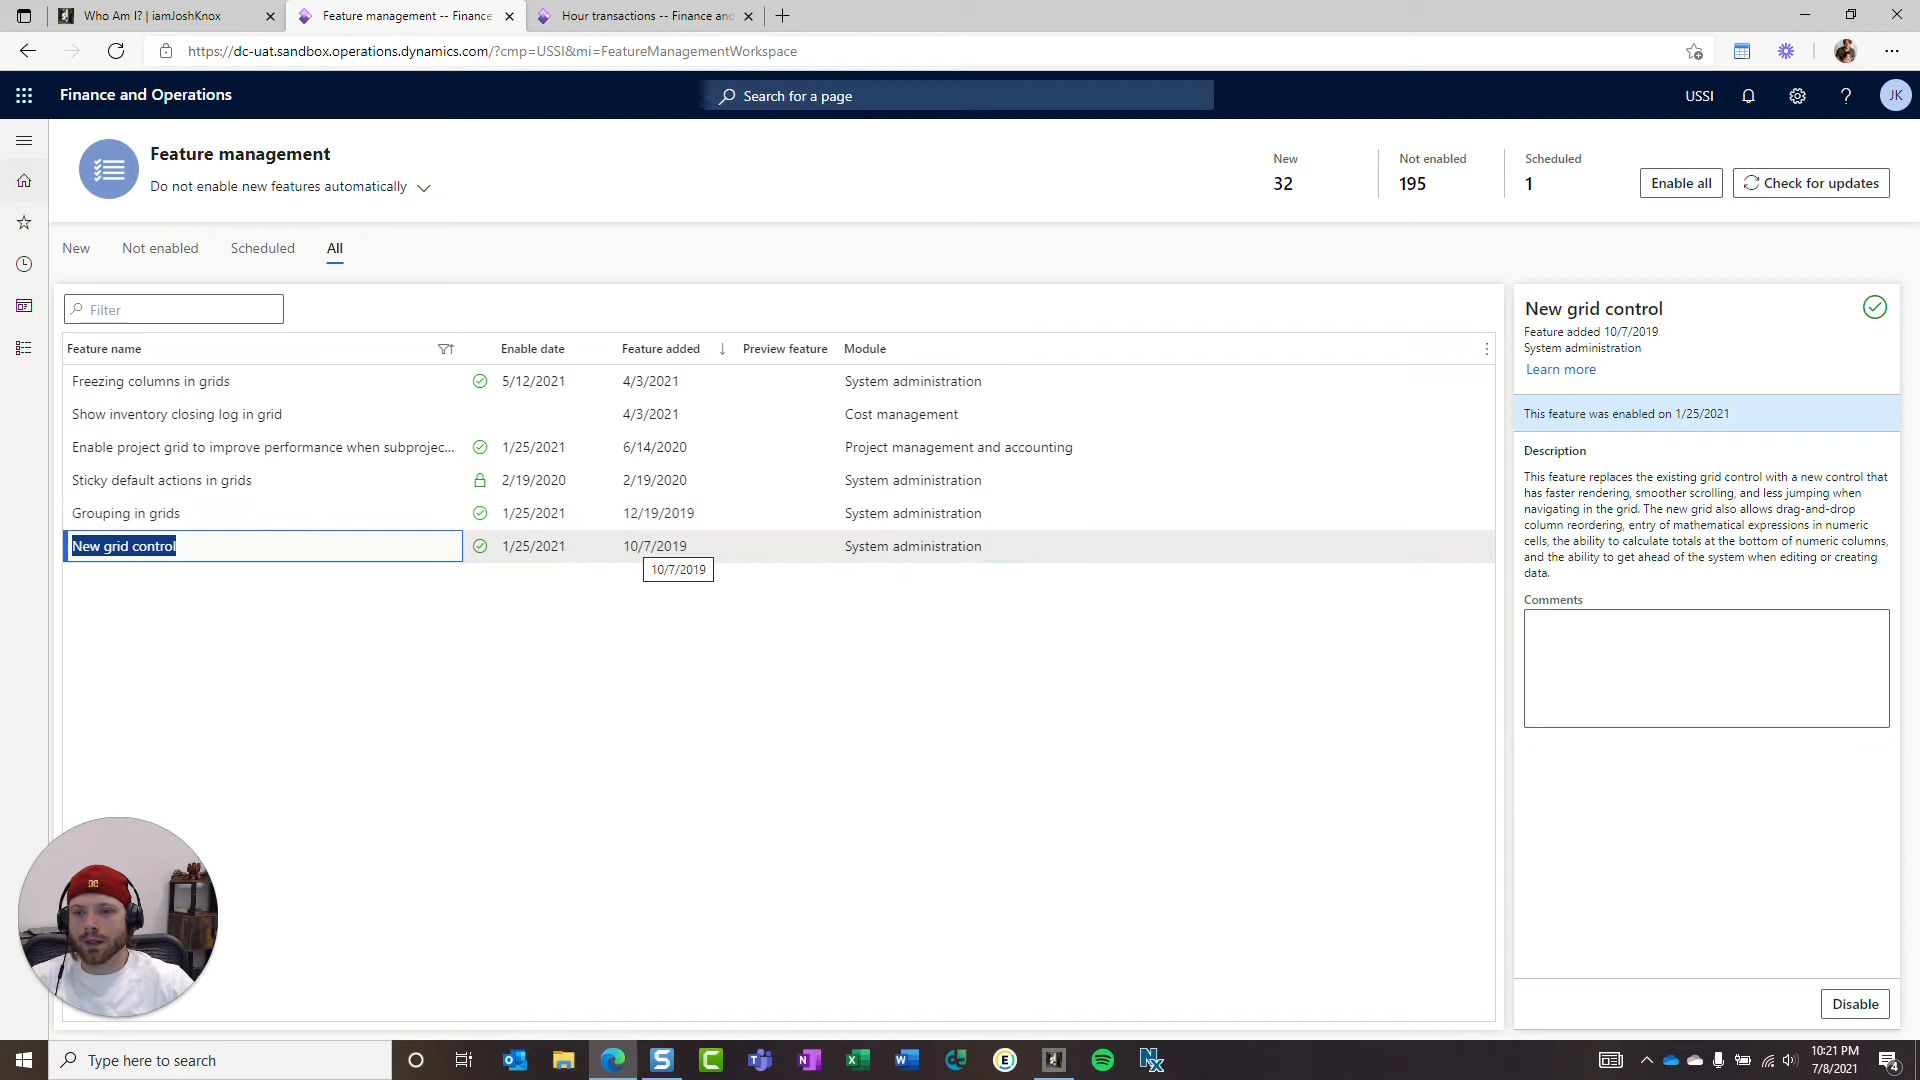 Who Am I? | iamJoshKnox
Feature management -- Finance
Hour transactions -- Finance and
https://dc-uat.sandbox.operations.dynamics.com/?cmp=USSI&mi=FeatureManagementWorkspace
Finance and Operations
Search for a page
USSI
JK
Feature management
Do not enable new features automatically
New
32
Not enabled
195
Scheduled
1
Enable all
Check for updates
New
Not enabled
Scheduled
All
Filter
Feature name
Enable date
Feature added
Preview feature
Module
Freezing columns in grids 5/12/2021 4/3/2021 System administration
Show inventory closing log in grid 4/3/2021 Cost management
Enable project grid to improve performance when subprojec... 1/25/2021 6/14/2020 Project management and accounting
Sticky default actions in grids 2/19/2020 2/19/2020 System administration
Grouping in grids 1/25/2021 12/19/2019 System administration
New grid control 1/25/2021 10/7/2019 System administration
10/7/2019
New grid control
Feature added 10/7/2019
System administration
Learn more
This feature was enabled on 1/25/2021
Description
This feature replaces the existing grid control with a new control that
has faster rendering, smoother scrolling, and less jumping when
navigating in the grid. The new grid also allows drag-and-drop
column reordering, entry of mathematical expressions in numeric
cells, the ability to calculate totals at the bottom of numeric columns,
and the ability to get ahead of the system when editing or creating
data.
Comments
Disable
Type here to search
10:21 PM
7/8/2021
4